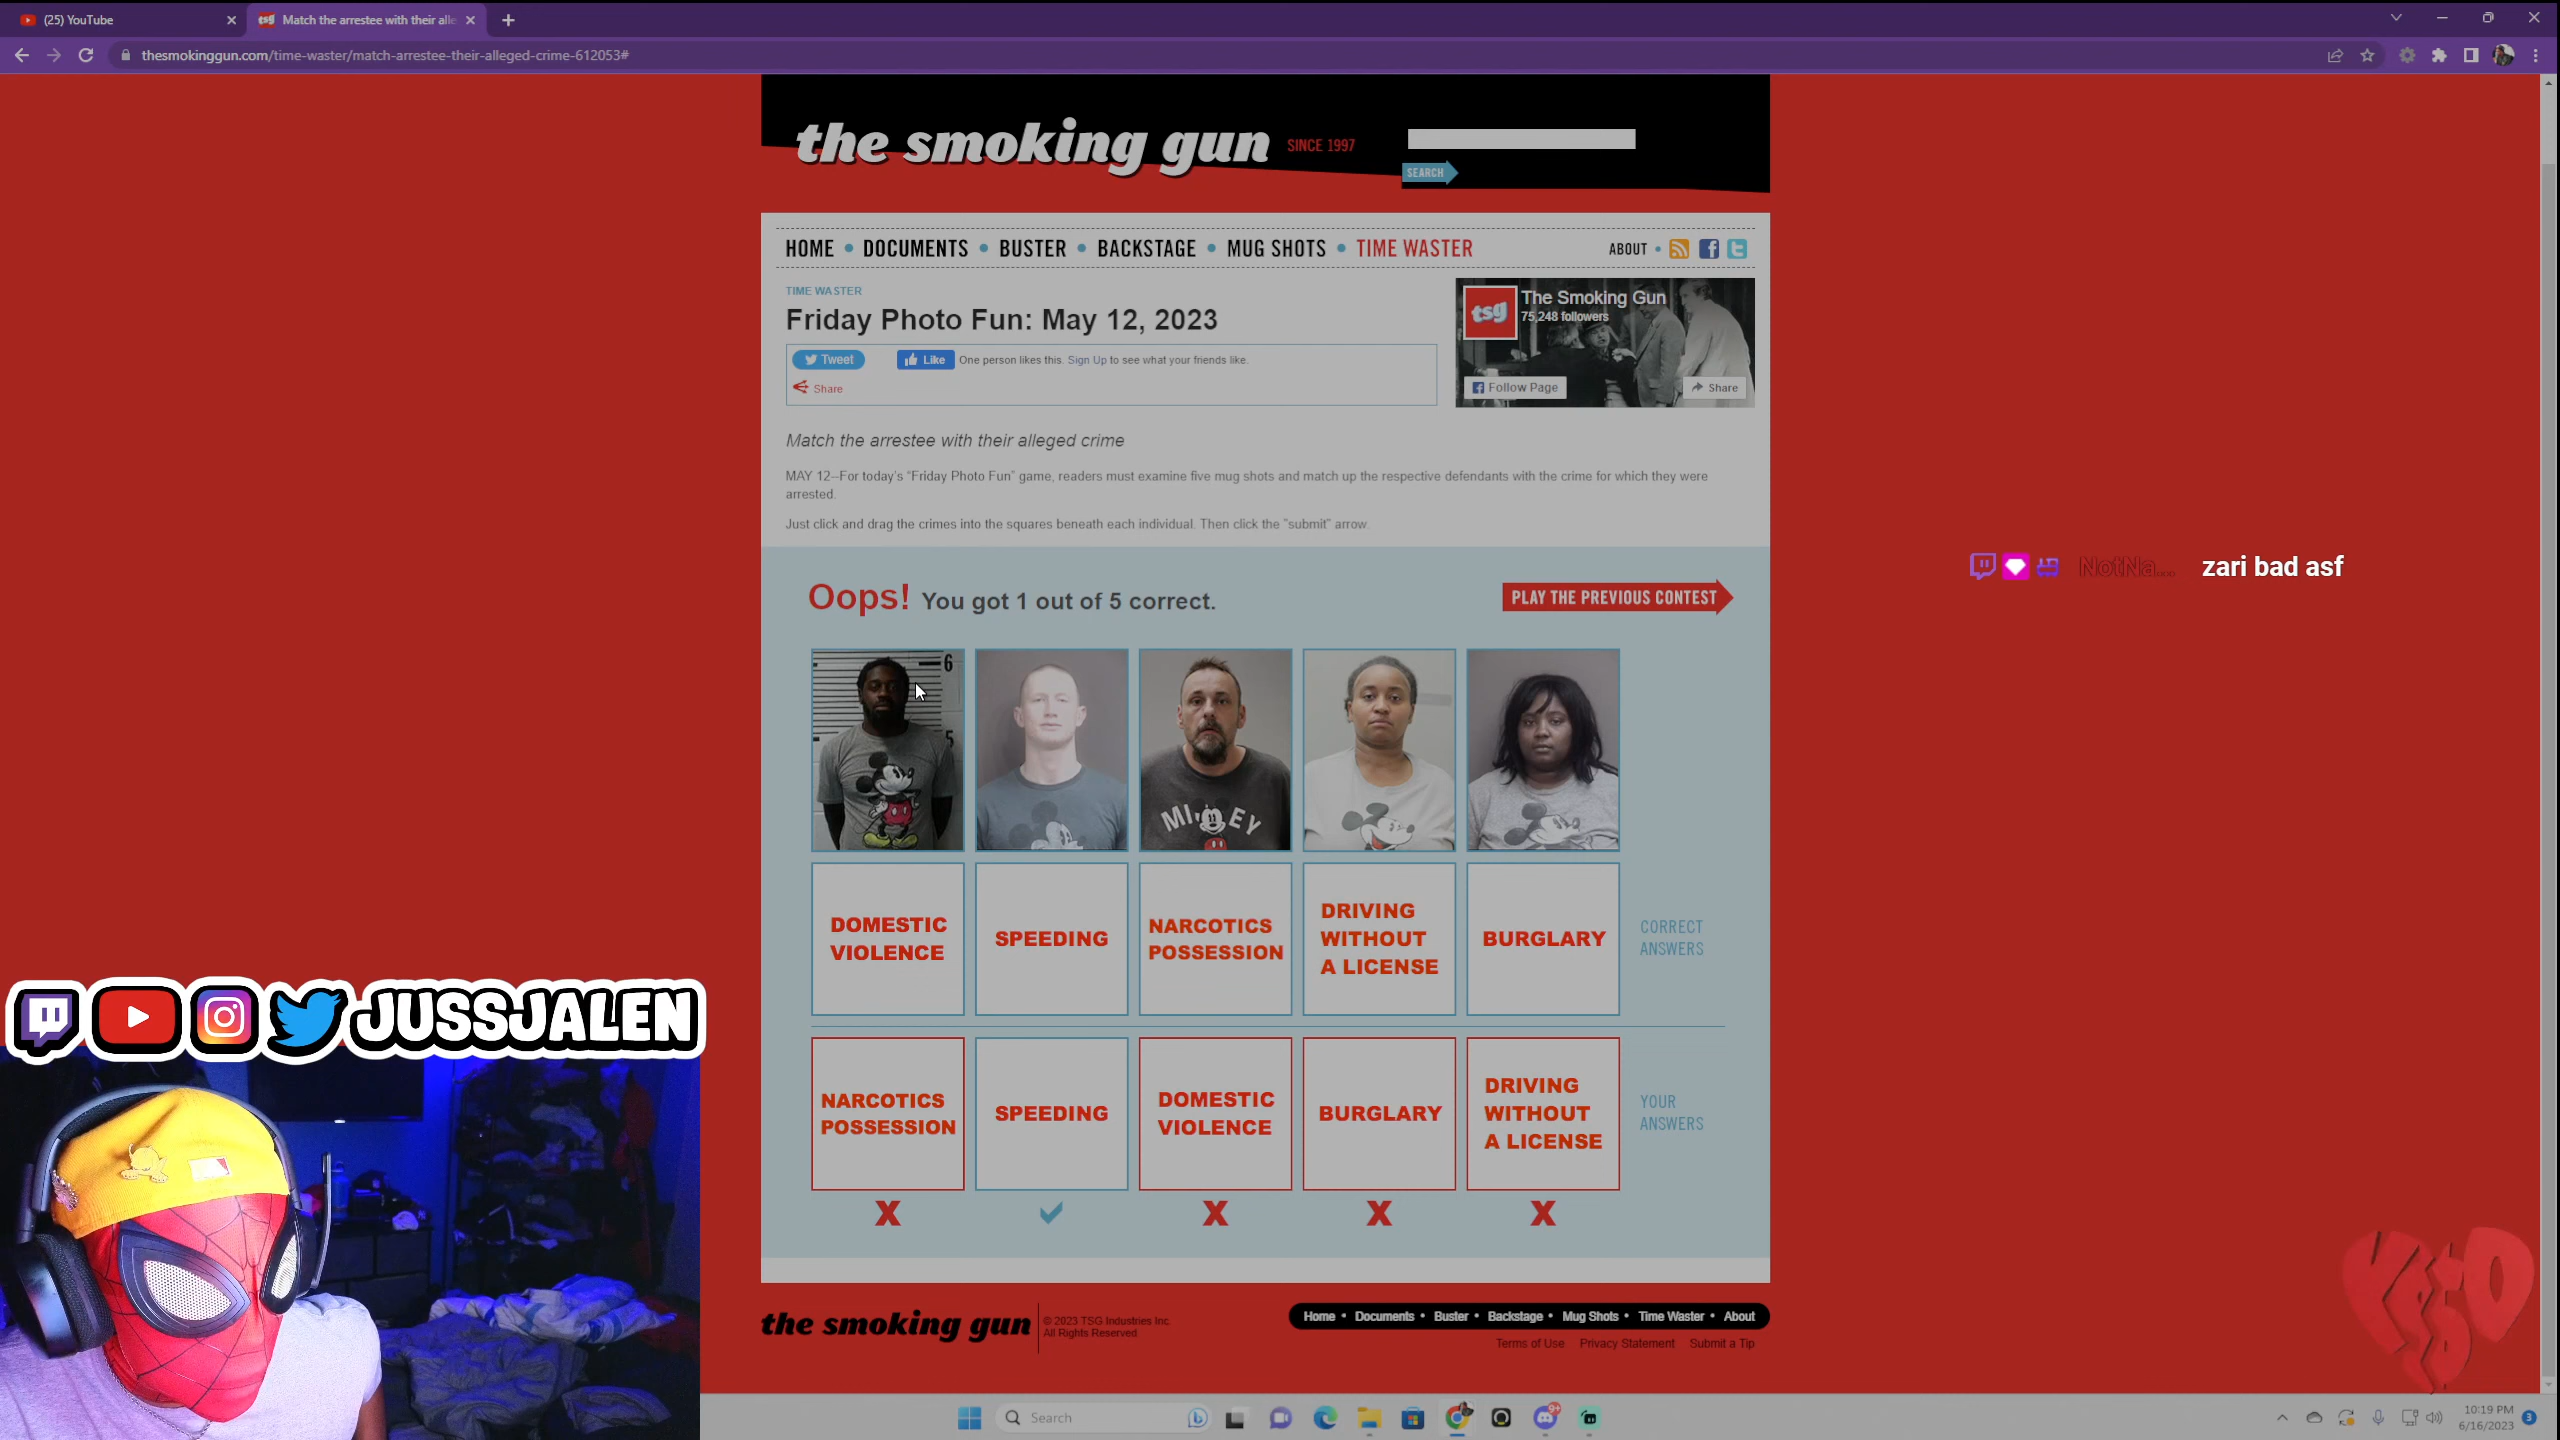 (25) YouTube
tsg Match the arrestee with their alle
thesmokinggun.com/time-waster/match-arrestee-their-alleged-crime-612053#
the smoking gun SINCE 1997
SEARCH
HOME • DOCUMENTS • BUSTER • BACKSTAGE • MUG SHOTS • TIME WASTER
ABOUT •
TIME WASTER
Friday Photo Fun: May 12, 2023
Tweet Like One person likes this. Sign Up to see what your friends like.
Share
tsg The Smoking Gun
75,248 followers
Follow Page Share
Match the arrestee with their alleged crime
MAY 12--For today's "Friday Photo Fun" game, readers must examine five mug shots and match up the respective defendants with the crime for which they were
arrested.
Just click and drag the crimes into the squares beneath each individual. Then click the "submit" arrow.
zari bad asf
Oops! You got 1 out of 5 correct.
PLAY THE PREVIOUS CONTEST
6
5
DOMESTIC
VIOLENCE
SPEEDING
NARCOTICS
POSSESSION
DRIVING
WITHOUT
A LICENSE
BURGLARY
CORRECT
ANSWERS
NARCOTICS
POSSESSION
SPEEDING
DOMESTIC
VIOLENCE
BURGLARY
DRIVING
WITHOUT
A LICENSE
YOUR
ANSWERS
X ✓ X X X
JUSSJALEN
the smoking gun
© 2023 TSG Industries Inc.
All Rights Reserved
Home • Documents • Buster • Backstage • Mug Shots • Time Waster • About
Terms of Use Privacy Statement Submit a Tip
Search
10:19 PM
6/16/2023
3